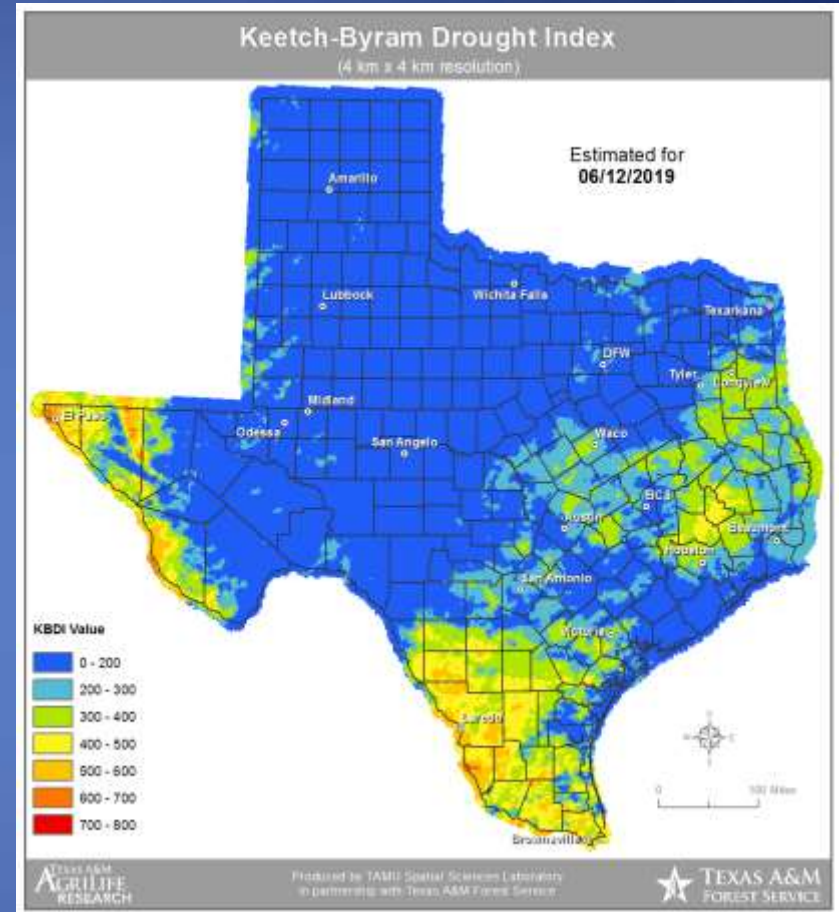 Keetch-Byram Drought Index
(4 km x 4 km resolution)
Estimated for
06/12/2019
Amarillo
Lubbock
Wichita Falls
Texarkana
DFW
Tyler
Longview
Midland
El Paso
Odessa
San Angelo
Waco
BCS
Austin
Beaumont
Houston
San Antonio
Victoria
Laredo
Brownsville
KBDI Value
0 - 200
200 - 300
300 - 400
400 - 500
500 - 600
600 - 700
700 - 800
0 100 Miles
TEXAS A&M
AGRILIFE
RESEARCH
Produced by TAMU Spatial Sciences Laboratory
in partnership with Texas A&M Forest Service
TEXAS A&M
FOREST SERVICE